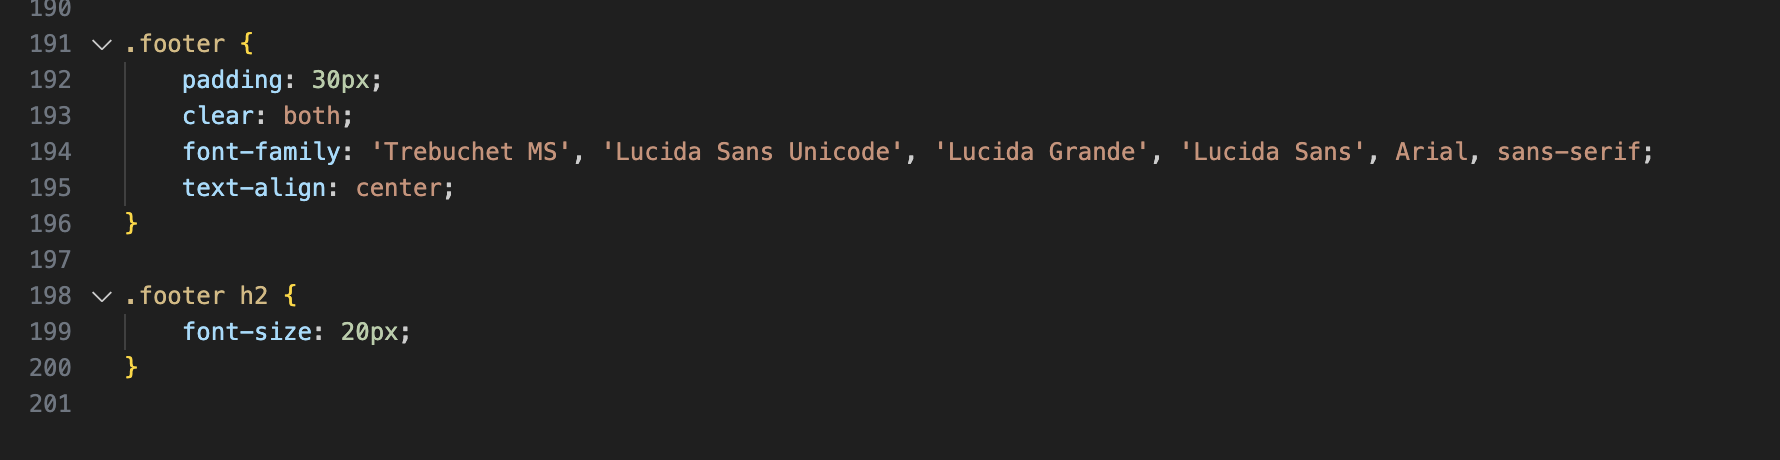 190
191 .footer {
192 padding: 30px;
193 clear: both;
194 font-family: 'Trebuchet MS', 'Lucida Sans Unicode', 'Lucida Grande', 'Lucida Sans', Arial, sans-serif;
195 text-align: center;
196 }
197
198 .footer h2 {
199 font-size: 20px;
200 }
201